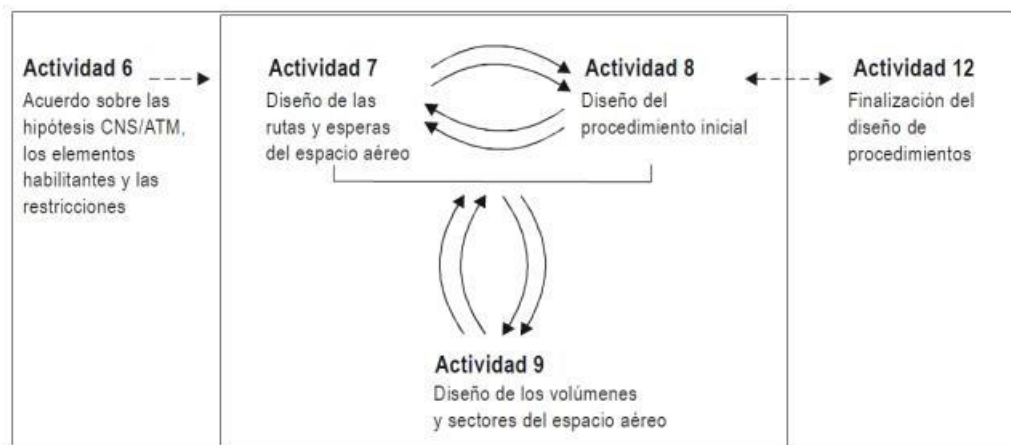 Actividad 6
Acuerdo sobre las
hipótesis CNS/ATM,
los elementos
habilitantes y las
restricciones
Actividad 7
Diseño de las
rutas y esperas
del espacio aéreo
Actividad 8
Diseño del
procedimiento inicial
Actividad 12
Finalización del
diseño de
procedimientos
Actividad 9
Diseño de los volúmenes
y sectores del espacio aéreo